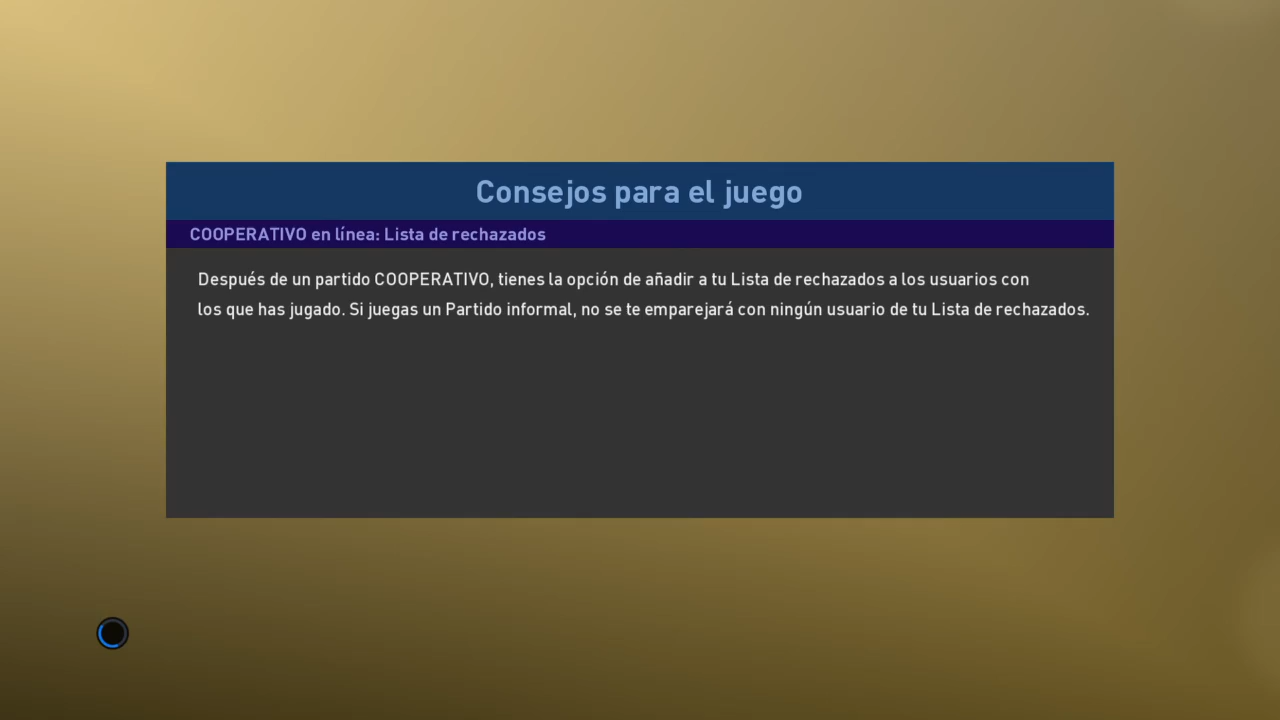 Consejos para el juego
COOPERATIVO en línea: Lista de rechazados
Después de un partido COOPERATIVO, tienes la opción de añadir a tu Lista de rechazados a los usuarios con
los que has jugado. Si juegas un Partido informal, no se te emparejará con ningún usuario de tu Lista de rechazados.